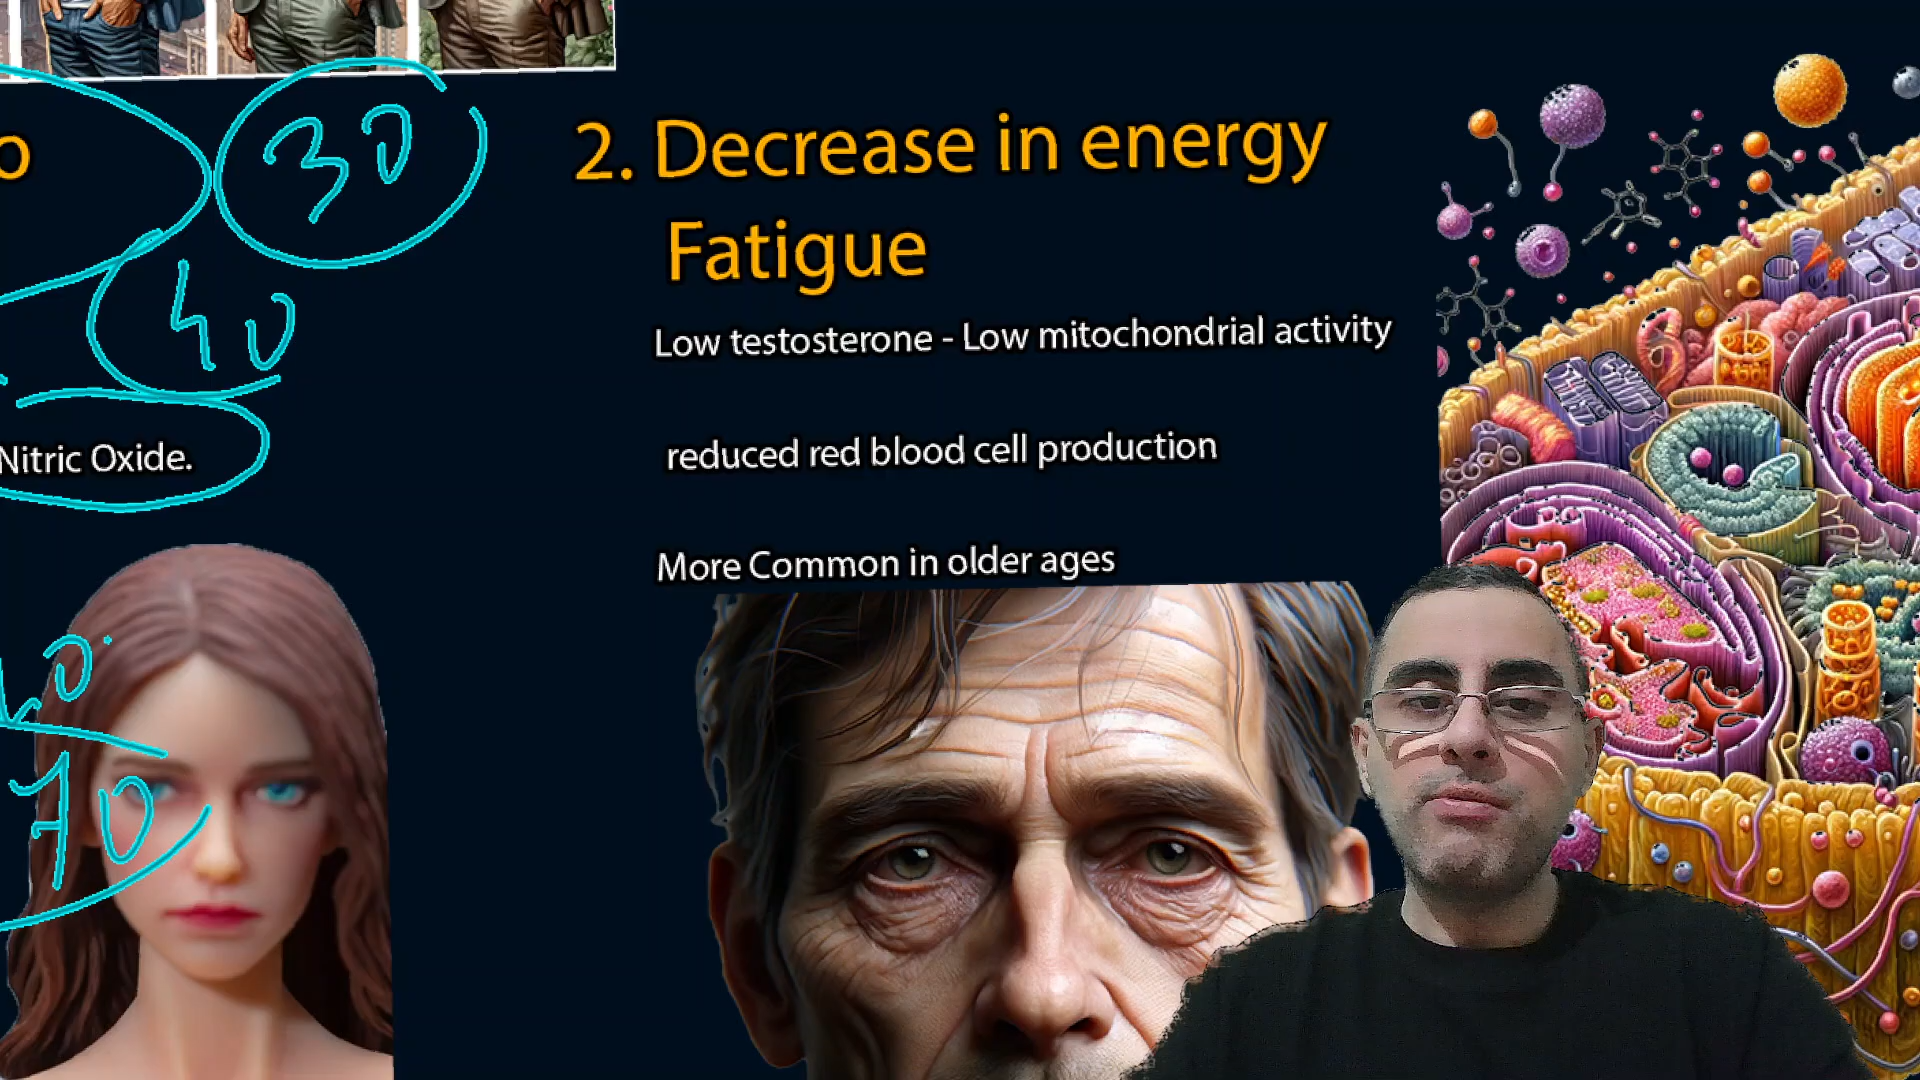 o
30
40
Nitric Oxide.
70
2. Decrease in energy
Fatigue
Low testosterone - Low mitochondrial activity
reduced red blood cell production
More Common in older ages